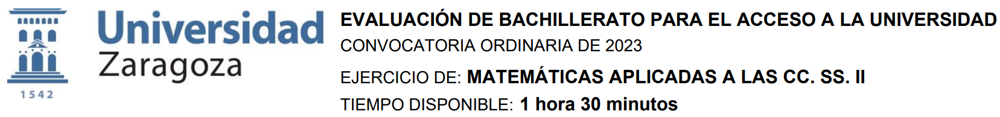 Universidad
Zaragoza
1542
EVALUACIÓN DE BACHILLERATO PARA EL ACCESO A LA UNIVERSIDAD
CONVOCATORIA ORDINARIA DE 2023
EJERCICIO DE: MATEMÁTICAS APLICADAS A LAS CC. SS. II
TIEMPO DISPONIBLE: 1 hora 30 minutos